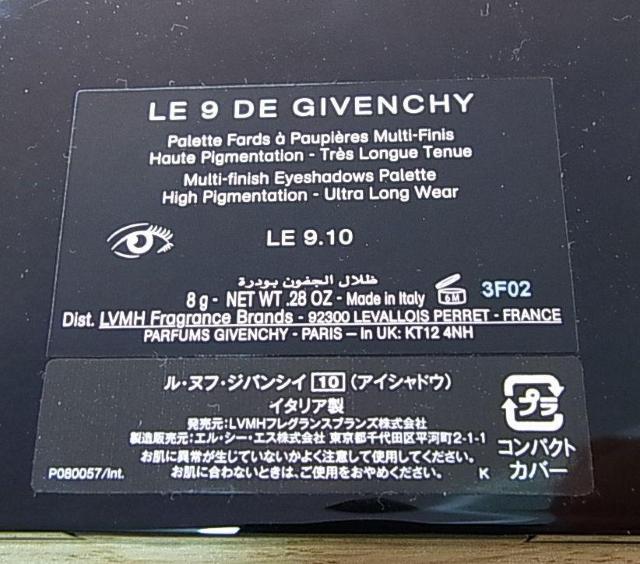 LE 9 DE GIVENCHY
Palette Fards à Paupières Multi-Finis
Haute Pigmentation - Très Longue Tenue
Multi-finish Eyeshadows Palette
High Pigmentation - Ultra Long Wear
LE 9.10
ظلال الجفون بودرة
8 g - NET WT .28 OZ - Made in Italy 6M 3F02
Dist. LVMH Fragrance Brands - 92300 LEVALLOIS PERRET - FRANCE
PARFUMS GIVENCHY - PARIS – In UK: KT12 4NH
ル・ヌフ・ジバンシイ 10 (アイシャドウ)
イタリア製
発売元:LVMHフレグランスブランズ株式会社
製造販売元:エル・シー・エス株式会社 東京都千代田区平河町2-1-1
お肌に異常が生じていないかよく注意して使用してください。
お肌に合わないときは、ご使用をおやめください。
P080057/Int.
K
プラ
コンパクト
カバー